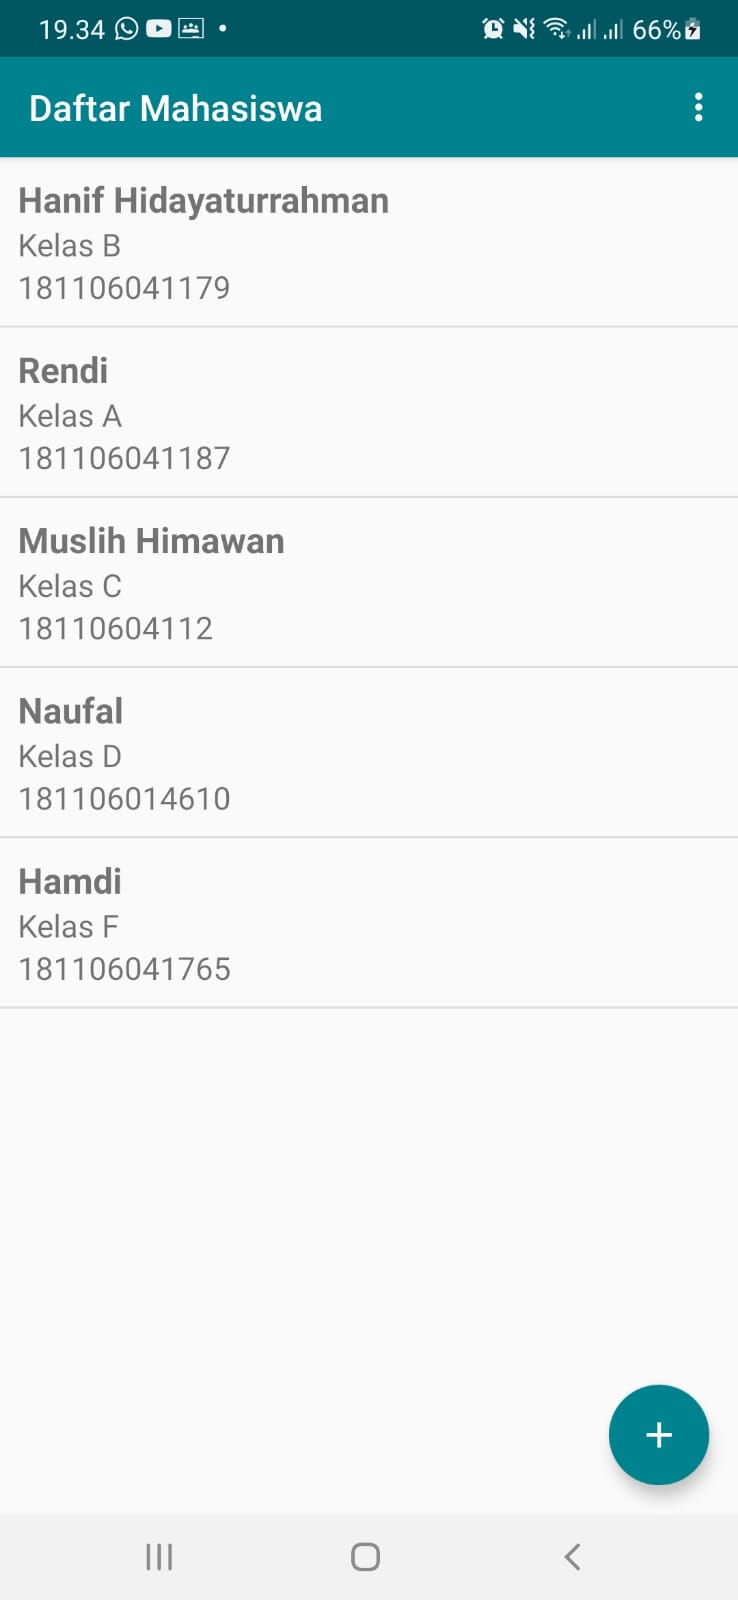 19.34 66%
Daftar Mahasiswa
Hanif Hidayaturrahman
Kelas B
181106041179
Rendi
Kelas A
181106041187
Muslih Himawan
Kelas C
18110604112
Naufal
Kelas D
181106014610
Hamdi
Kelas F
181106041765
+